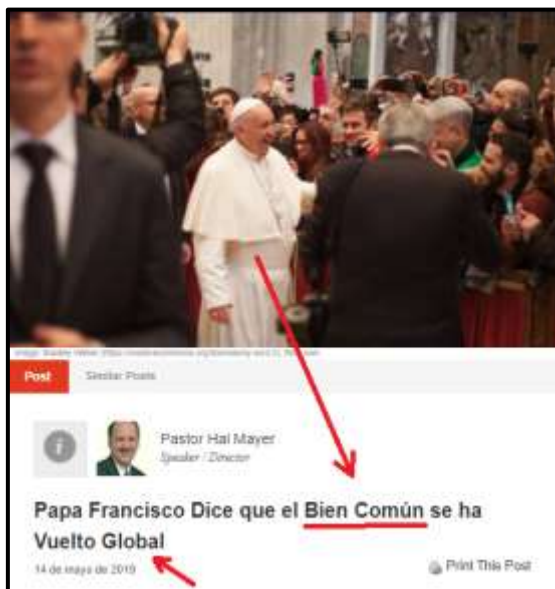 Post Similar Posts
Pastor Hal Mayer
Speaker / Director
Papa Francisco Dice que el Bien Común se ha
Vuelto Global
14 de mayo de 2019 Print This Post